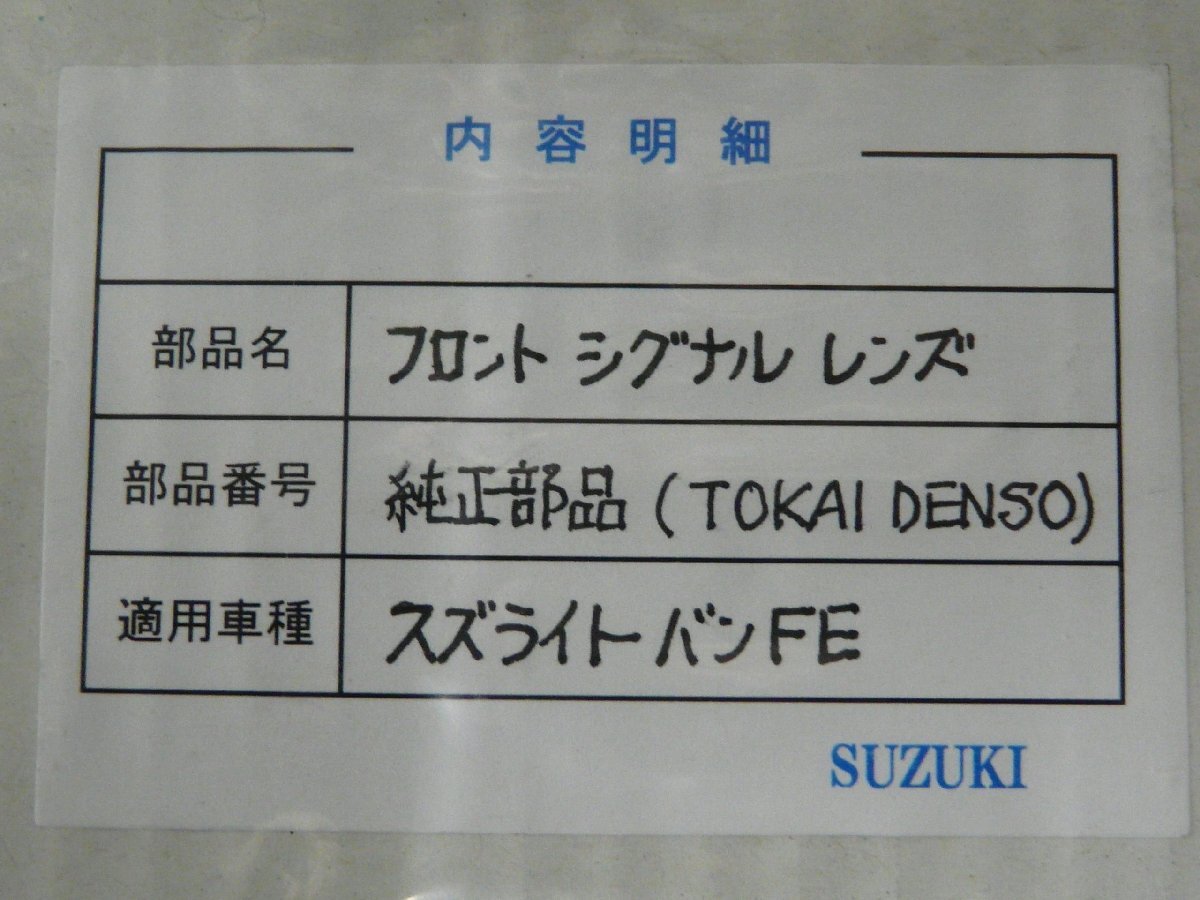 内容明細
部品名 フロント シグナル レンズ
部品番号 純正部品 (TOKAI DENSO)
適用車種 スズライト バン FE
SUZUKI